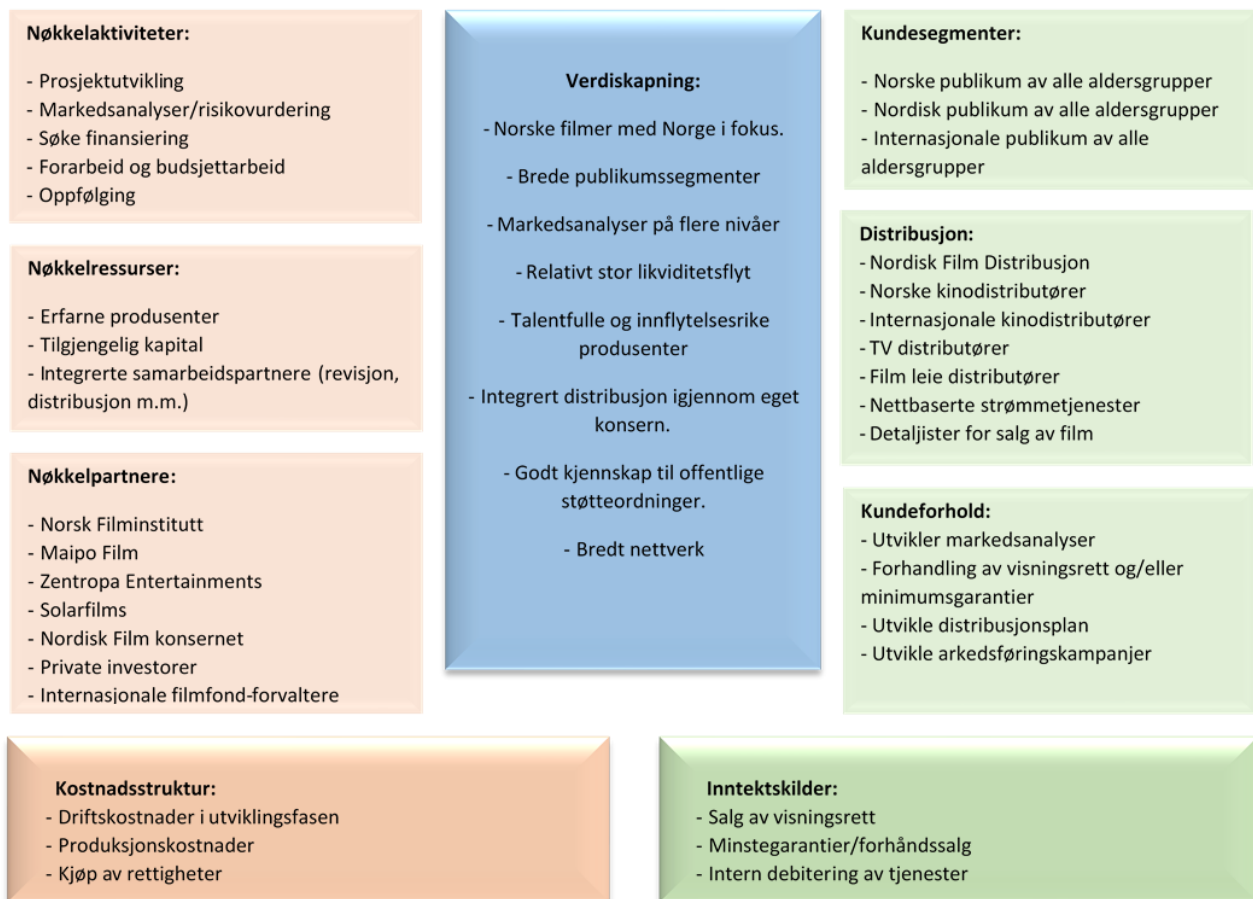 Nøkkelaktiviteter:
- Prosjektutvikling
- Markedsanalyser/risikovurdering
- Søke finansiering
- Forarbeid og budsjettarbeid
- Oppfølging
Nøkkelressurser:
- Erfarne produsenter
- Tilgjengelig kapital
- Integrerte samarbeidspartnere (revisjon,
distribusjon m.m.)
Nøkkelpartnere:
- Norsk Filminstitutt
- Maipo Film
- Zentropa Entertainments
- Solarfilms
- Nordisk Film konsernet
- Private investorer
- Internasjonale filmfond-forvaltere
Verdiskapning:
- Norske filmer med Norge i fokus.
- Brede publikumssegmenter
- Markedsanalyser på flere nivåer
- Relativt stor likviditetsflyt
- Talentfulle og innflytelsesrike
produsenter
- Integrert distribusjon igjennom eget
konsern.
- Godt kjennskap til offentlige
støtteordninger.
- Bredt nettverk
Kundesegmenter:
- Norske publikum av alle aldersgrupper
- Nordisk publikum av alle aldersgrupper
- Internasjonale publikum av alle
aldersgrupper
Distribusjon:
- Nordisk Film Distribusjon
- Norske kinodistributører
- Internasjonale kinodistributører
- TV distributører
- Film leie distributører
- Nettbaserte strømmetjenester
- Detaljister for salg av film
Kundeforhold:
- Utvikler markedsanalyser
- Forhandling av visningsrett og/eller
minimumsgarantier
- Utvikle distribusjonsplan
- Utvikle arkedsføringskampanjer
Kostnadsstruktur:
- Driftskostnader i utviklingsfasen
- Produksjonskostnader
- Kjøp av rettigheter
Inntektskilder:
- Salg av visningsrett
- Minstegarantier/forhåndssalg
- Intern debitering av tjenester